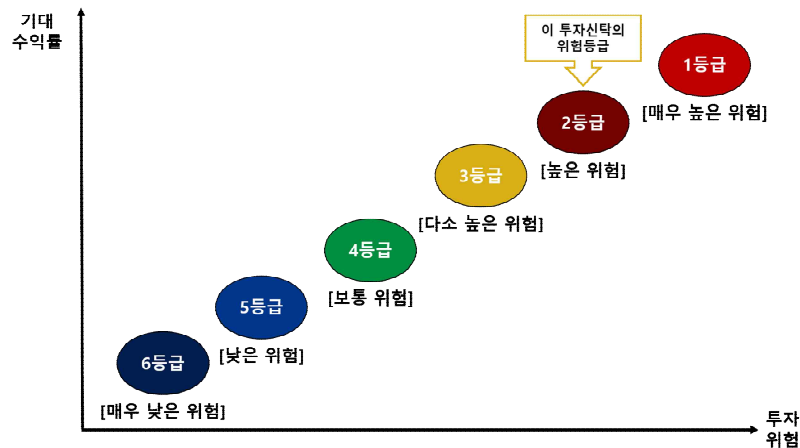 기대
수익률
이 투자신탁의
위험등급
1등급
[매우 높은 위험]
2등급
[높은 위험]
3등급
[다소 높은 위험]
4등급
[보통 위험]
5등급
[낮은 위험]
6등급
[매우 낮은 위험]
투자
위험